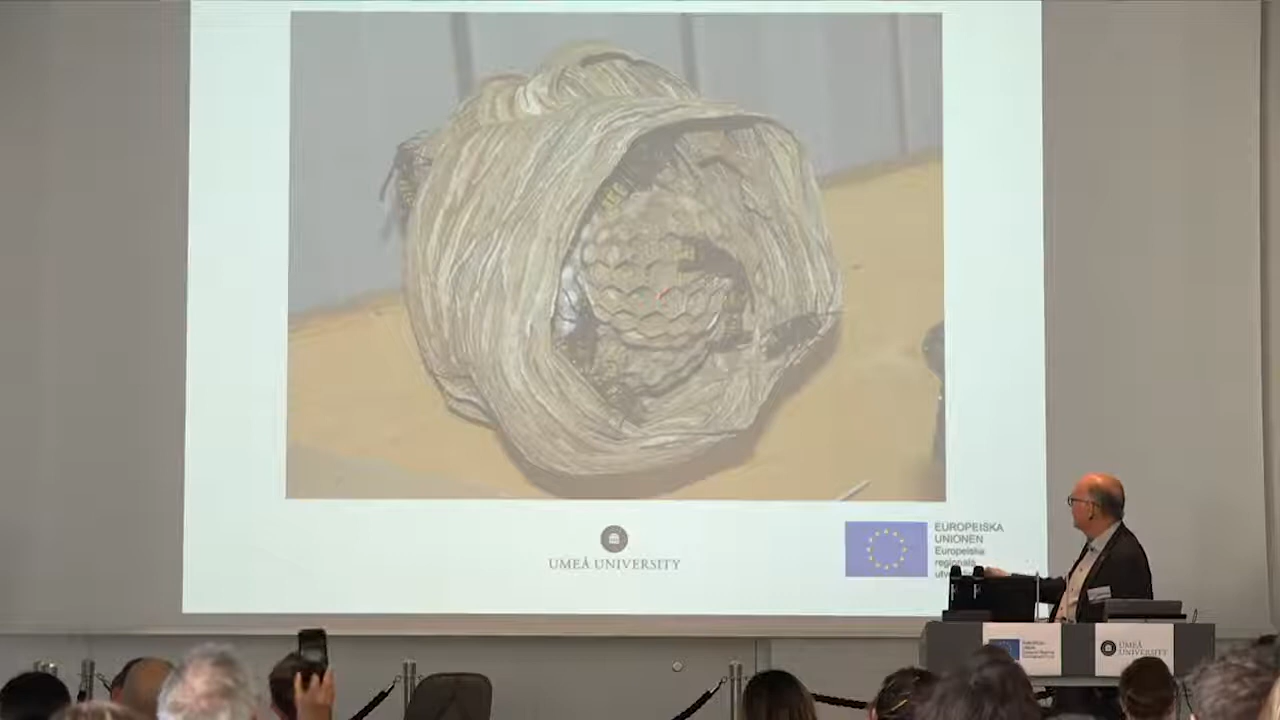 UMEÅ UNIVERSITY
EUROPEISKA
UNIONEN
Europeiska
regionala
UMEÅ
UNIVERSITY